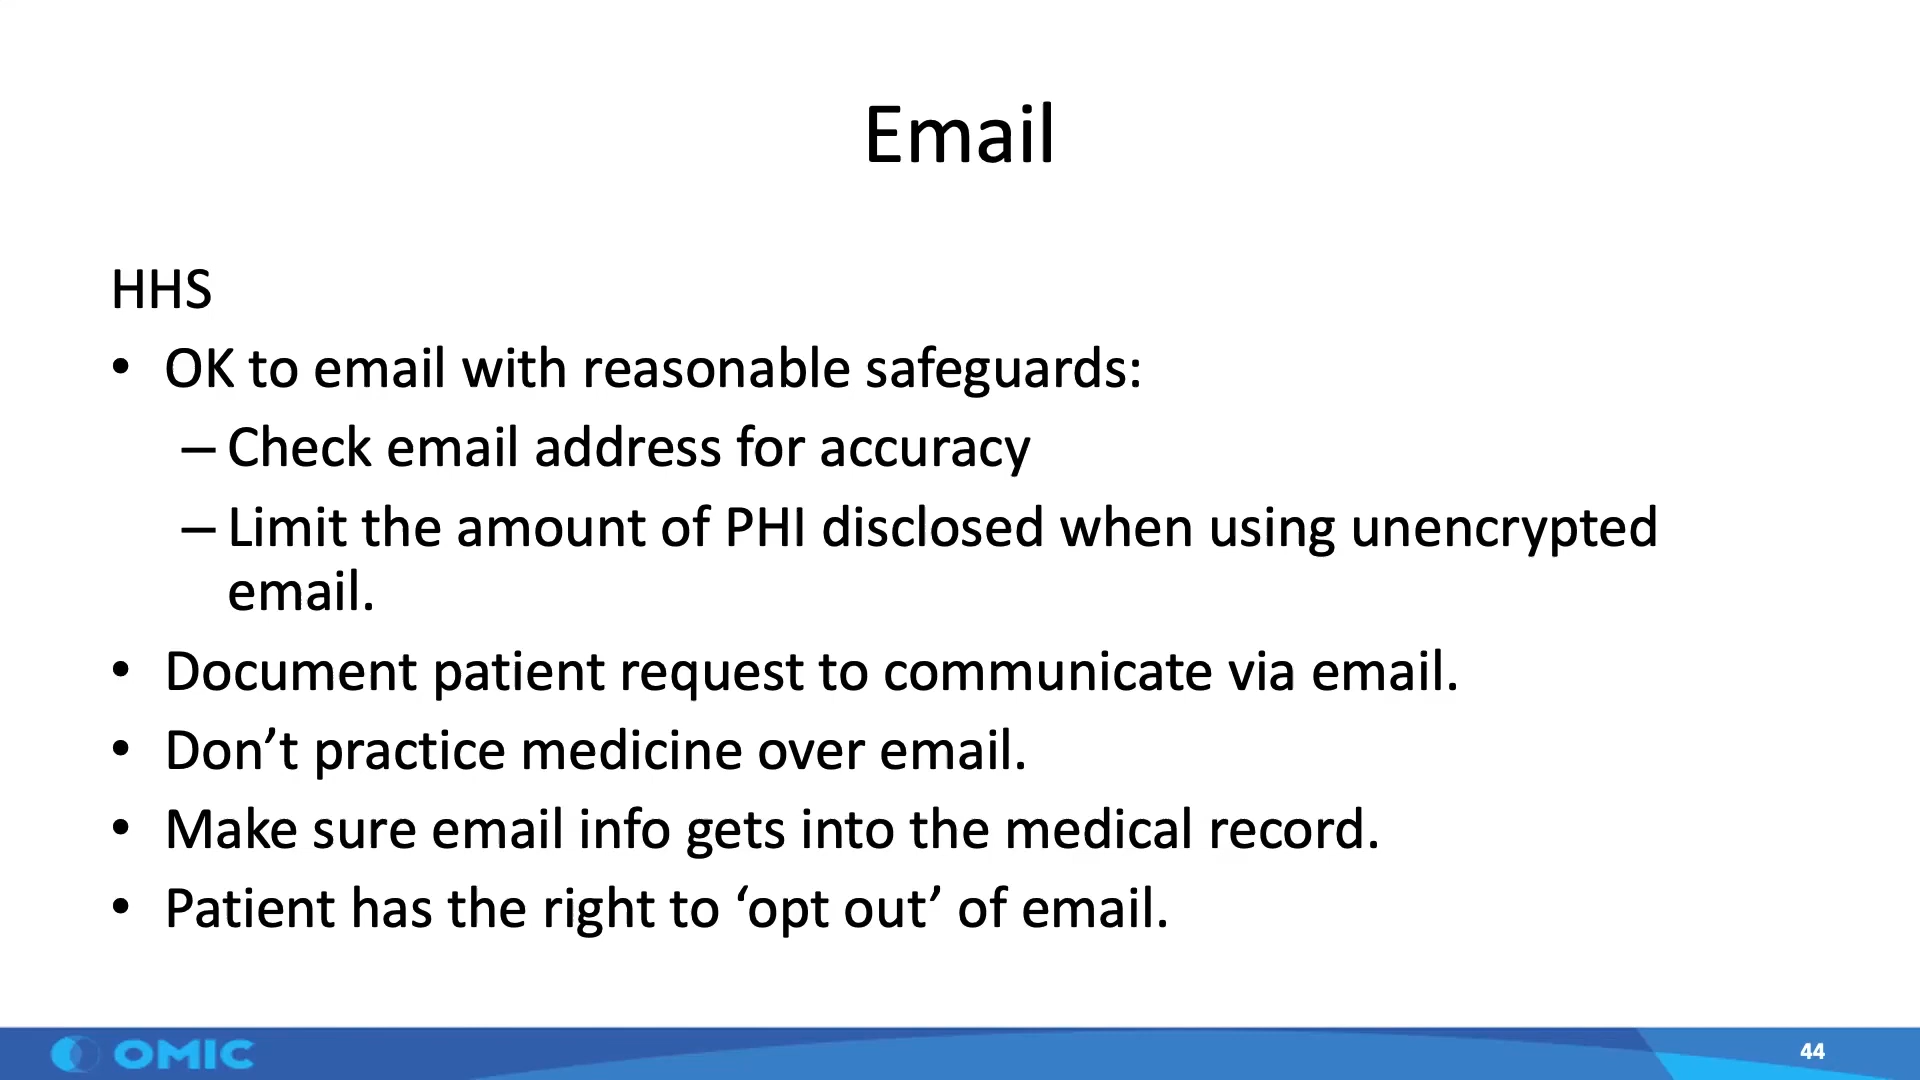 Email
HHS
• OK to email with reasonable safeguards:
– Check email address for accuracy
– Limit the amount of PHI disclosed when using unencrypted
email.
• Document patient request to communicate via email.
• Don’t practice medicine over email.
• Make sure email info gets into the medical record.
• Patient has the right to ‘opt out’ of email.
OMIC
44